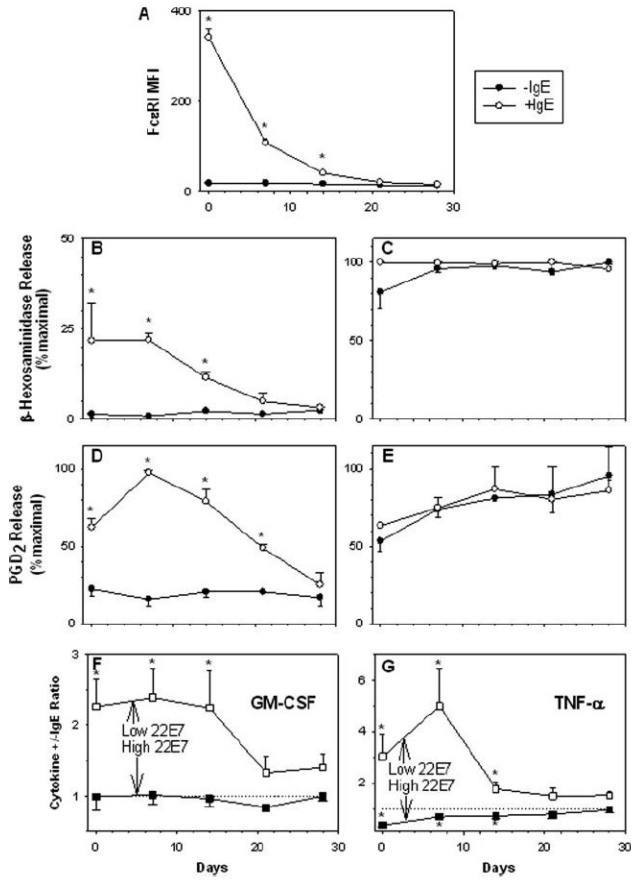 A
400
200
0
FcεRI MFI
0
10
20
30
-IgE
+IgE
*
*
*
B
50
25
0
β-Hexosaminidase Release
(% maximal)
*
*
*
C
100
50
0
D
100
50
0
PGD2 Release
(% maximal)
*
*
*
*
E
100
50
0
F
3
2
1
0
Cytokine +/-IgE Ratio
*
*
*
GM-CSF
Low 22E7
High 22E7
0
10
20
30
Days
G
6
4
2
*
*
*
TNF-α
Low 22E7
High 22E7
*
*
*
0
10
20
30
Days